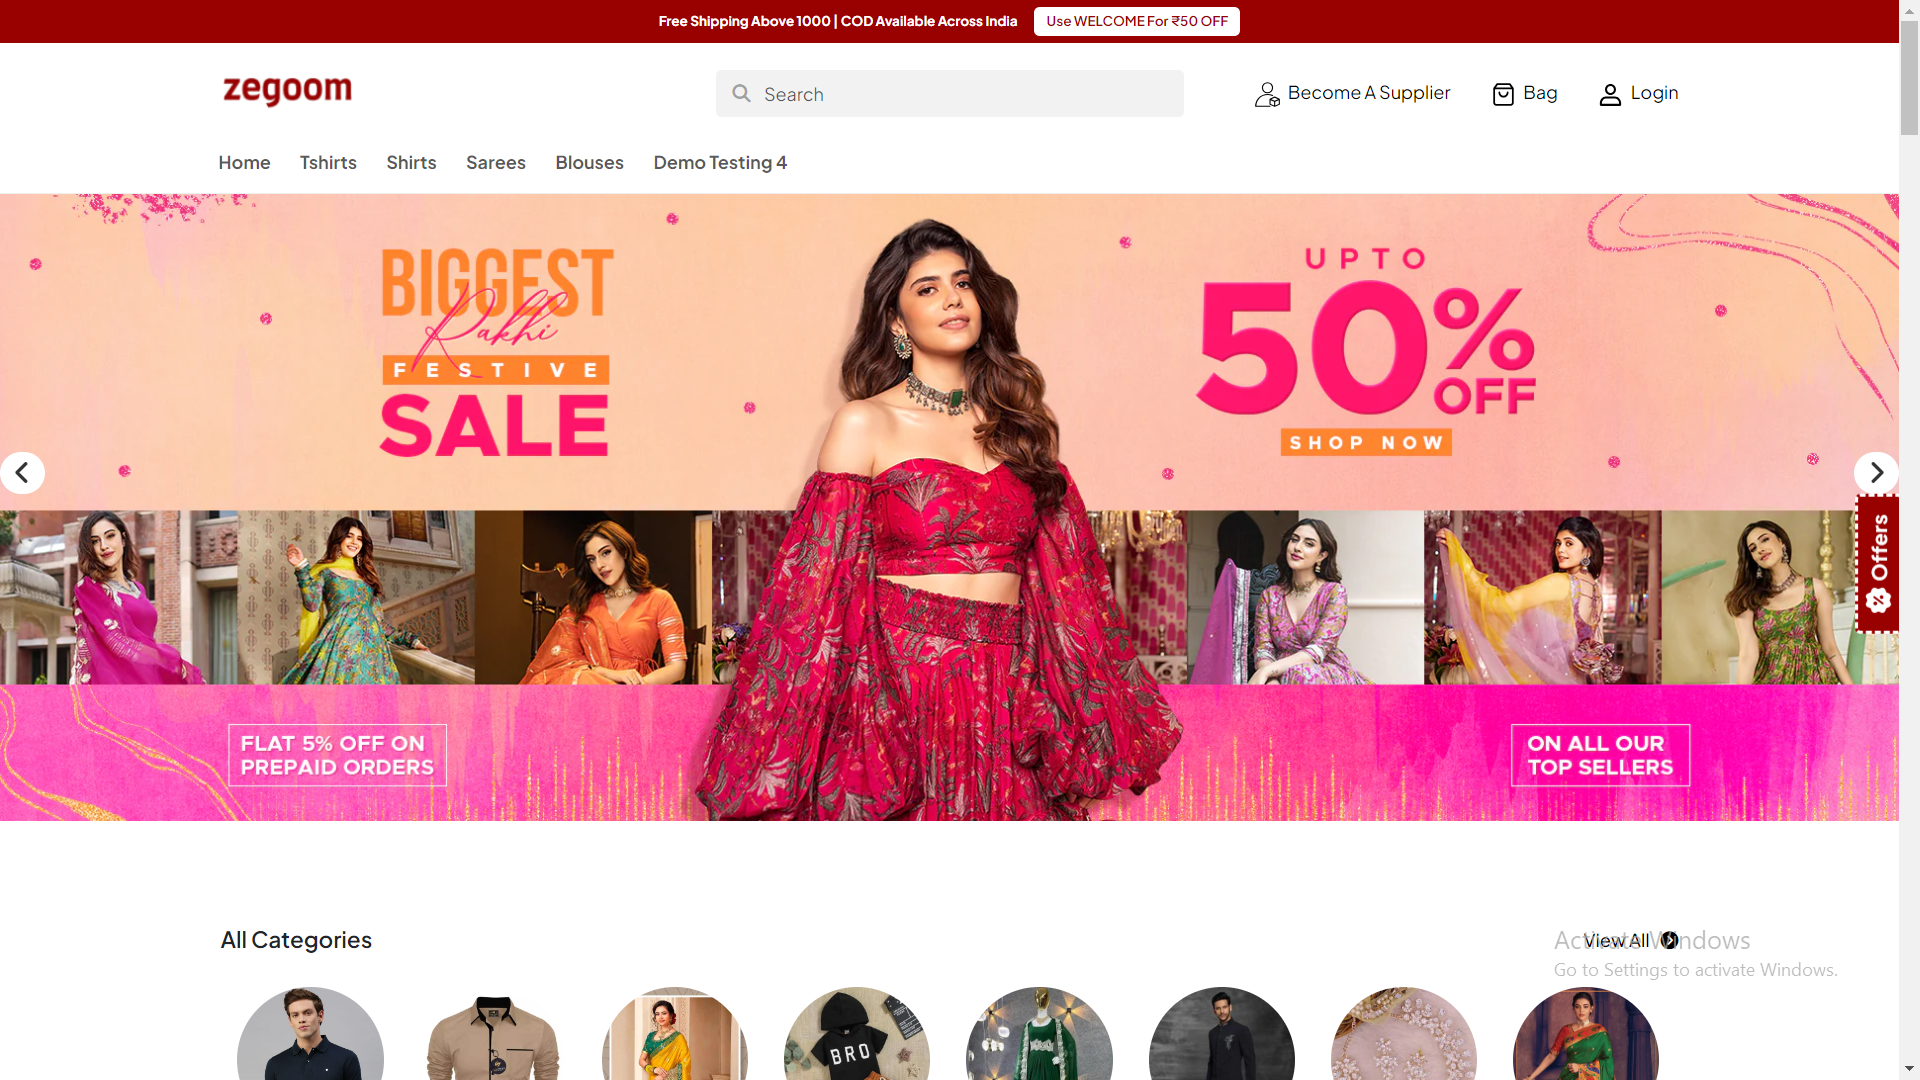 Free Shipping Above 1000 | COD Available Across India
Use WELCOME For ₹50 OFF
zegoom
Search
Become A Supplier
Bag
Login
Home
Tshirts
Shirts
Sarees
Blouses
Demo Testing 4
BIGGEST
Rakhi
FESTIVE
SALE
UPTO
50%
OFF
SHOP NOW
Offers
FLAT 5% OFF ON
PREPAID ORDERS
ON ALL OUR
TOP SELLERS
All Categories
View All
Activate Windows
Go to Settings to activate Windows.
BRO